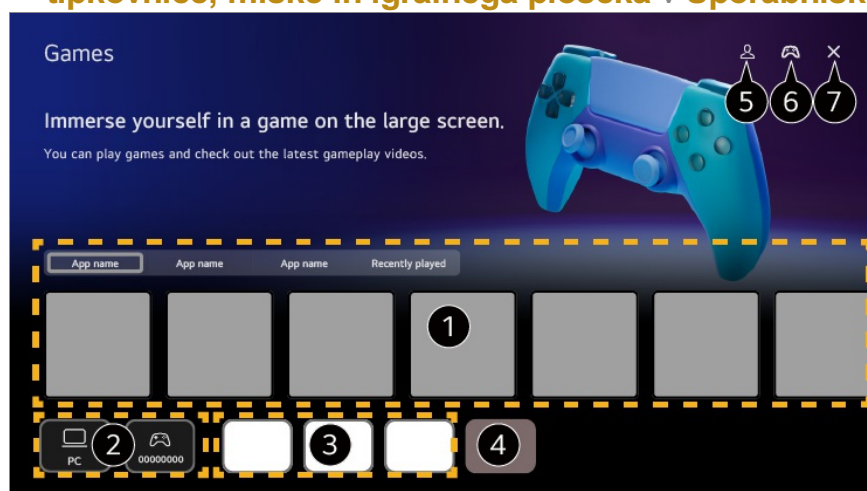 tipkovnice, miške in igralnega ploščka v Uporabnišk
Games
5 6 7
Immerse yourself in a game on the large screen.
You can play games and check out the latest gameplay videos.
App name App name App name Recently played
1
2 3 4
PC 00000000